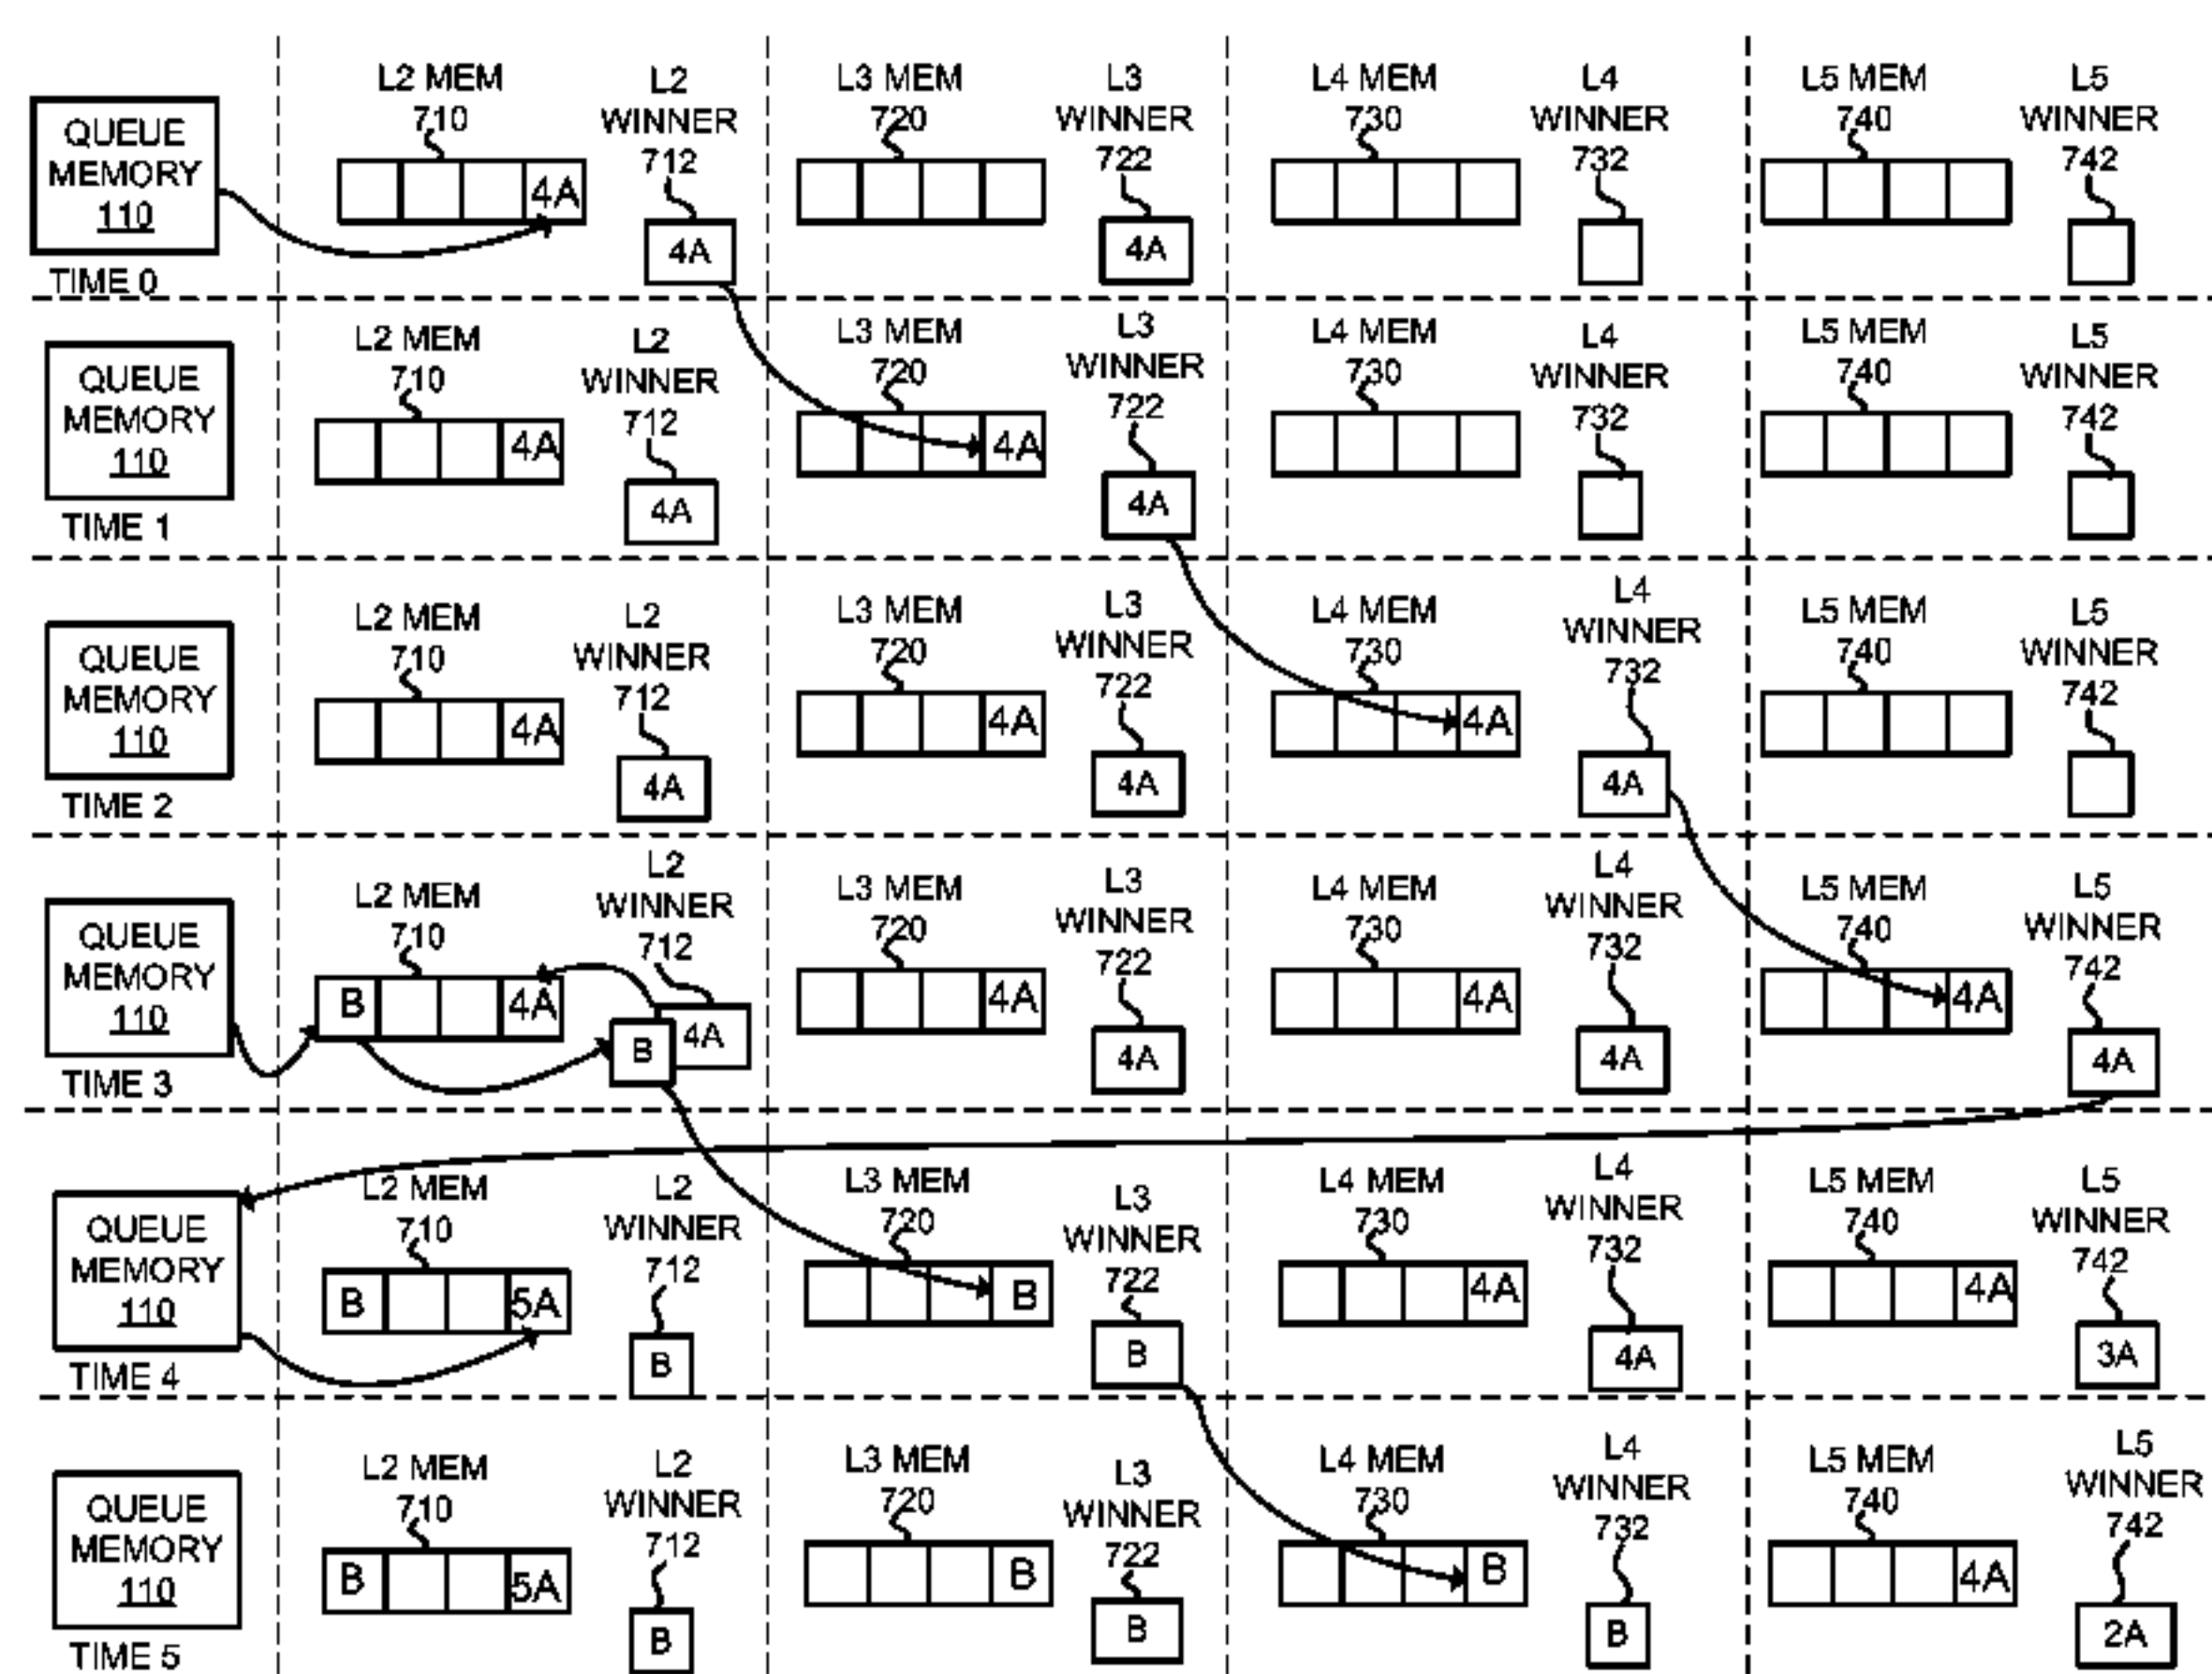 L2 MEM
710
L2
WINNER
712
L3 MEM
720
L3
WINNER
722
L4 MEM
730
L4
WINNER
732
L5 MEM
740
L5
WINNER
742
QUEUE
MEMORY
110
4A
4A
4A
TIME 0
L2 MEM
710
L2
WINNER
712
L3 MEM
720
L3
WINNER
722
L4 MEM
730
L4
WINNER
732
L5 MEM
740
L5
WINNER
742
QUEUE
MEMORY
110
4A
4A
4A
4A
TIME 1
L2 MEM
710
L2
WINNER
712
L3 MEM
720
L3
WINNER
722
L4 MEM
730
L4
WINNER
732
L5 MEM
740
L5
WINNER
742
QUEUE
MEMORY
110
4A
4A
4A
4A
4A
4A
TIME 2
L2 MEM
710
L2
WINNER
712
L3 MEM
720
L3
WINNER
722
L4 MEM
730
L4
WINNER
732
L5 MEM
740
L5
WINNER
742
QUEUE
MEMORY
110
B 4A
B
4A
4A
4A
4A
4A
4A
4A
TIME 3
L2 MEM
710
L2
WINNER
712
L3 MEM
720
L3
WINNER
722
L4 MEM
730
L4
WINNER
732
L5 MEM
740
L5
WINNER
742
QUEUE
MEMORY
110
B 5A
B
B
B
4A
4A
4A
3A
TIME 4
L2 MEM
710
L2
WINNER
712
L3 MEM
720
L3
WINNER
722
L4 MEM
730
L4
WINNER
732
L5 MEM
740
L5
WINNER
742
QUEUE
MEMORY
110
B 5A
B
B
B
B
B
4A
2A
TIME 5